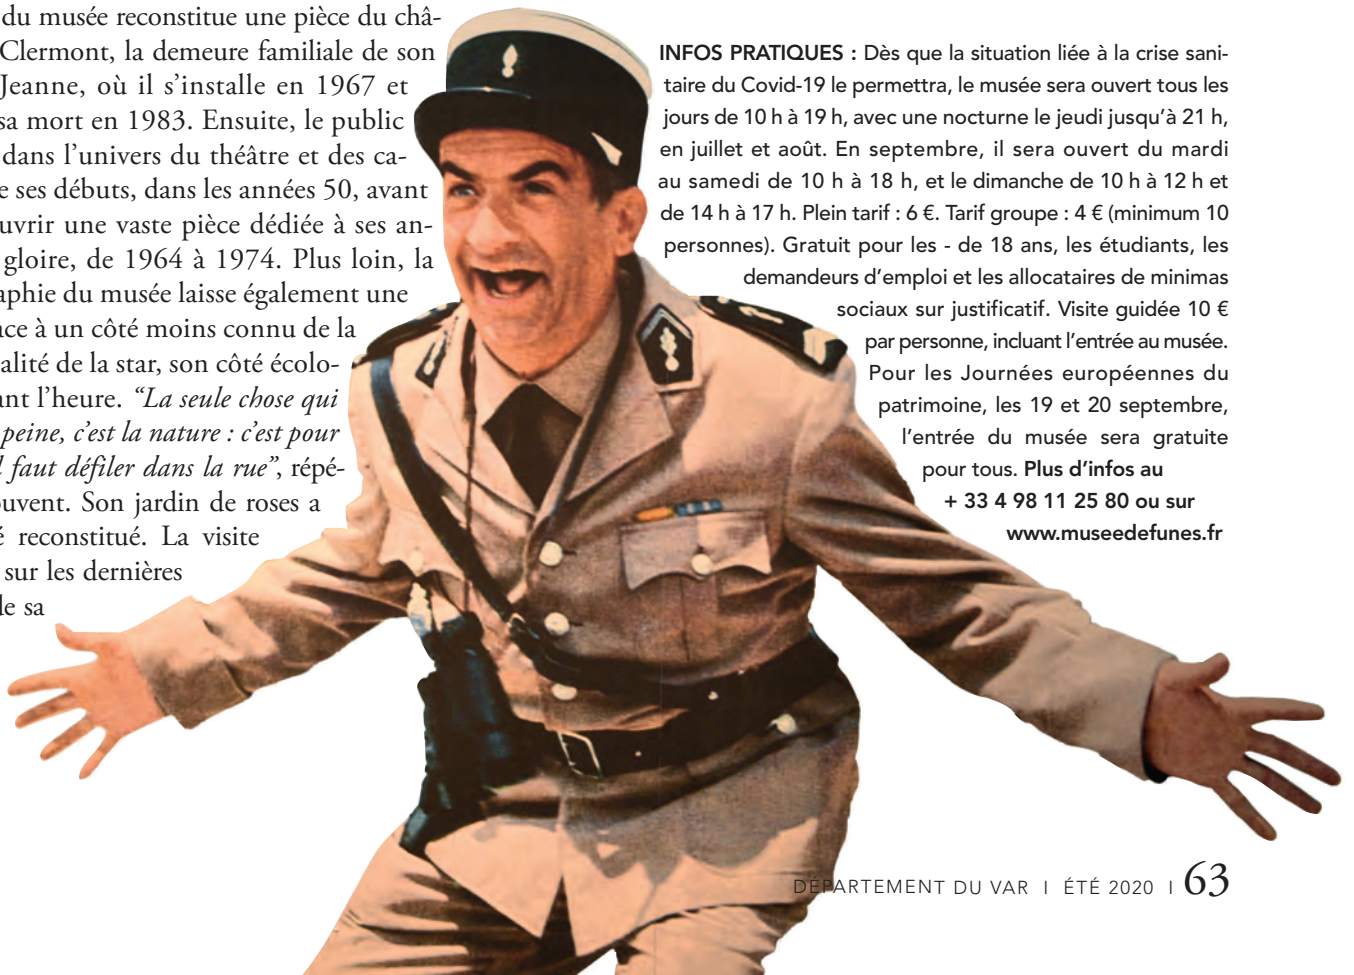 du musée reconstitue une pièce du châ-
Clermont, la demeure familiale de son
Jeanne, où il s’installe en 1967 et
sa mort en 1983. Ensuite, le public
dans l’univers du théâtre et des ca-
ses débuts, dans les années 50, avant
une vaste pièce dédiée à ses an-
gloire, de 1964 à 1974. Plus loin, la
du musée laisse également une
à un côté moins connu de la
de la star, son côté écolo-
l’heure. “La seule chose qui
peine, c’est la nature : c’est pour
faut défiler dans la rue”, répé-
Son jardin de roses a
reconstitué. La visite
sur les dernières
de sa
INFOS PRATIQUES : Dès que la situation liée à la crise sani-
taire du Covid-19 le permettra, le musée sera ouvert tous les
jours de 10 h à 19 h, avec une nocturne le jeudi jusqu’à 21 h,
en juillet et août. En septembre, il sera ouvert du mardi
au samedi de 10 h à 18 h, et le dimanche de 10 h à 12 h et
de 14 h à 17 h. Plein tarif : 6 €. Tarif groupe : 4 € (minimum 10
personnes). Gratuit pour les - de 18 ans, les étudiants, les
demandeurs d’emploi et les allocataires de minimas
sociaux sur justificatif. Visite guidée 10 €
par personne, incluant l’entrée au musée.
Pour les Journées européennes du
patrimoine, les 19 et 20 septembre,
l’entrée du musée sera gratuite
pour tous. Plus d’infos au
+ 33 4 98 11 25 80 ou sur
www.museedefunes.fr
DÉPARTEMENT DU VAR I ÉTÉ 2020 I 63